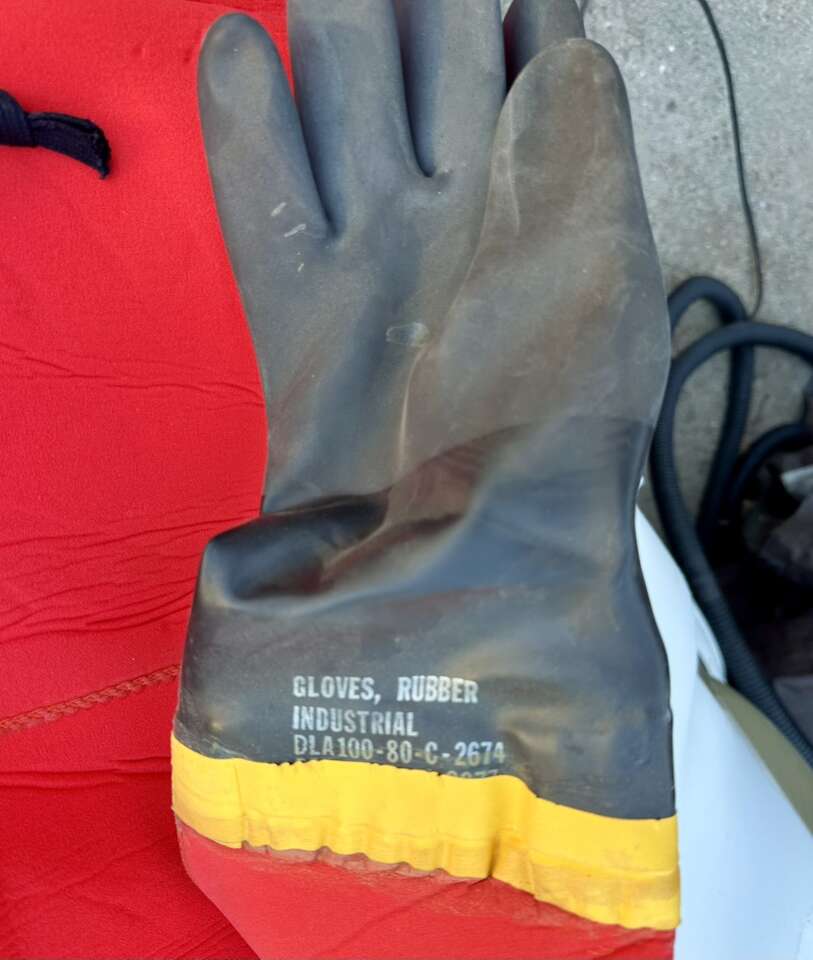 GLOVES, RUBBER
INDUSTRIAL
DLA100-80-C-2674